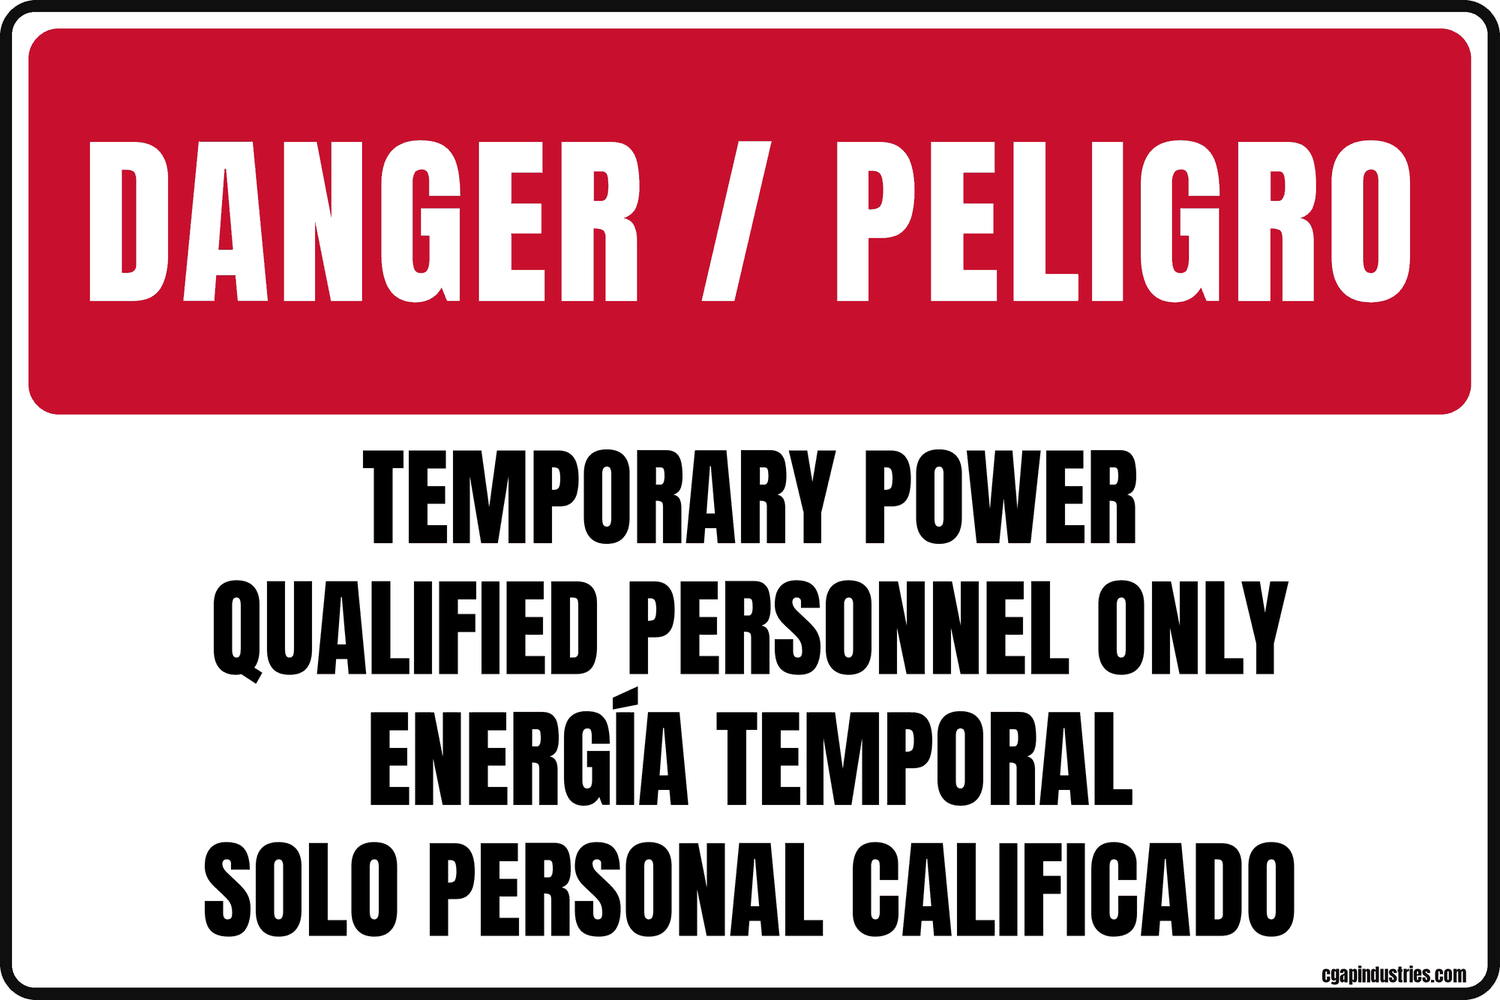 DANGER / PELIGRO
TEMPORARY POWER
QUALIFIED PERSONNEL ONLY
ENERGÍA TEMPORAL
SOLO PERSONAL CALIFICADO
cgapindustries.com